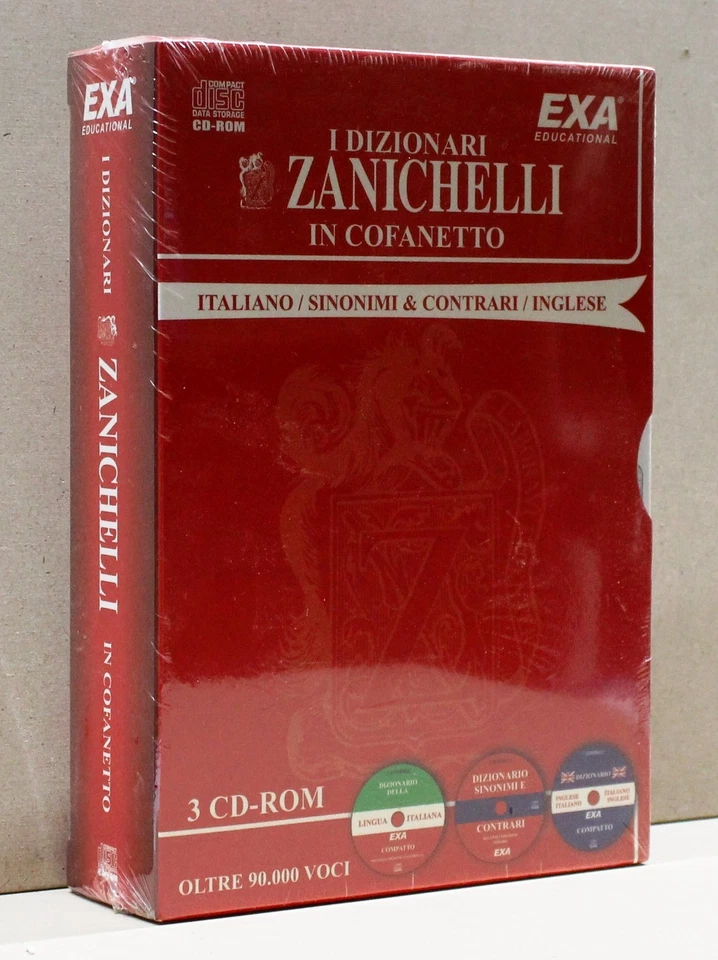 EXA
EDUCATIONAL
I DIZIONARI
ZANICHELLI
IN COFANETTO
COMPACT
disc
DATA STORAGE
CD-ROM
EXA
EDUCATIONAL
I DIZIONARI
ZANICHELLI
IN COFANETTO
ITALIANO / SINONIMI & CONTRARI / INGLESE
Z
3 CD-ROM
OLTRE 90.000 VOCI
DIZIONARIO
DELLA
LINGUA ITALIANA
EXA
COMPATTO
DIZIONARIO
SINONIMI E
CONTRARI
EXA
DIZIONARIO
INGLESE ITALIANO
ITALIANO INGLESE
EXA
COMPATTO